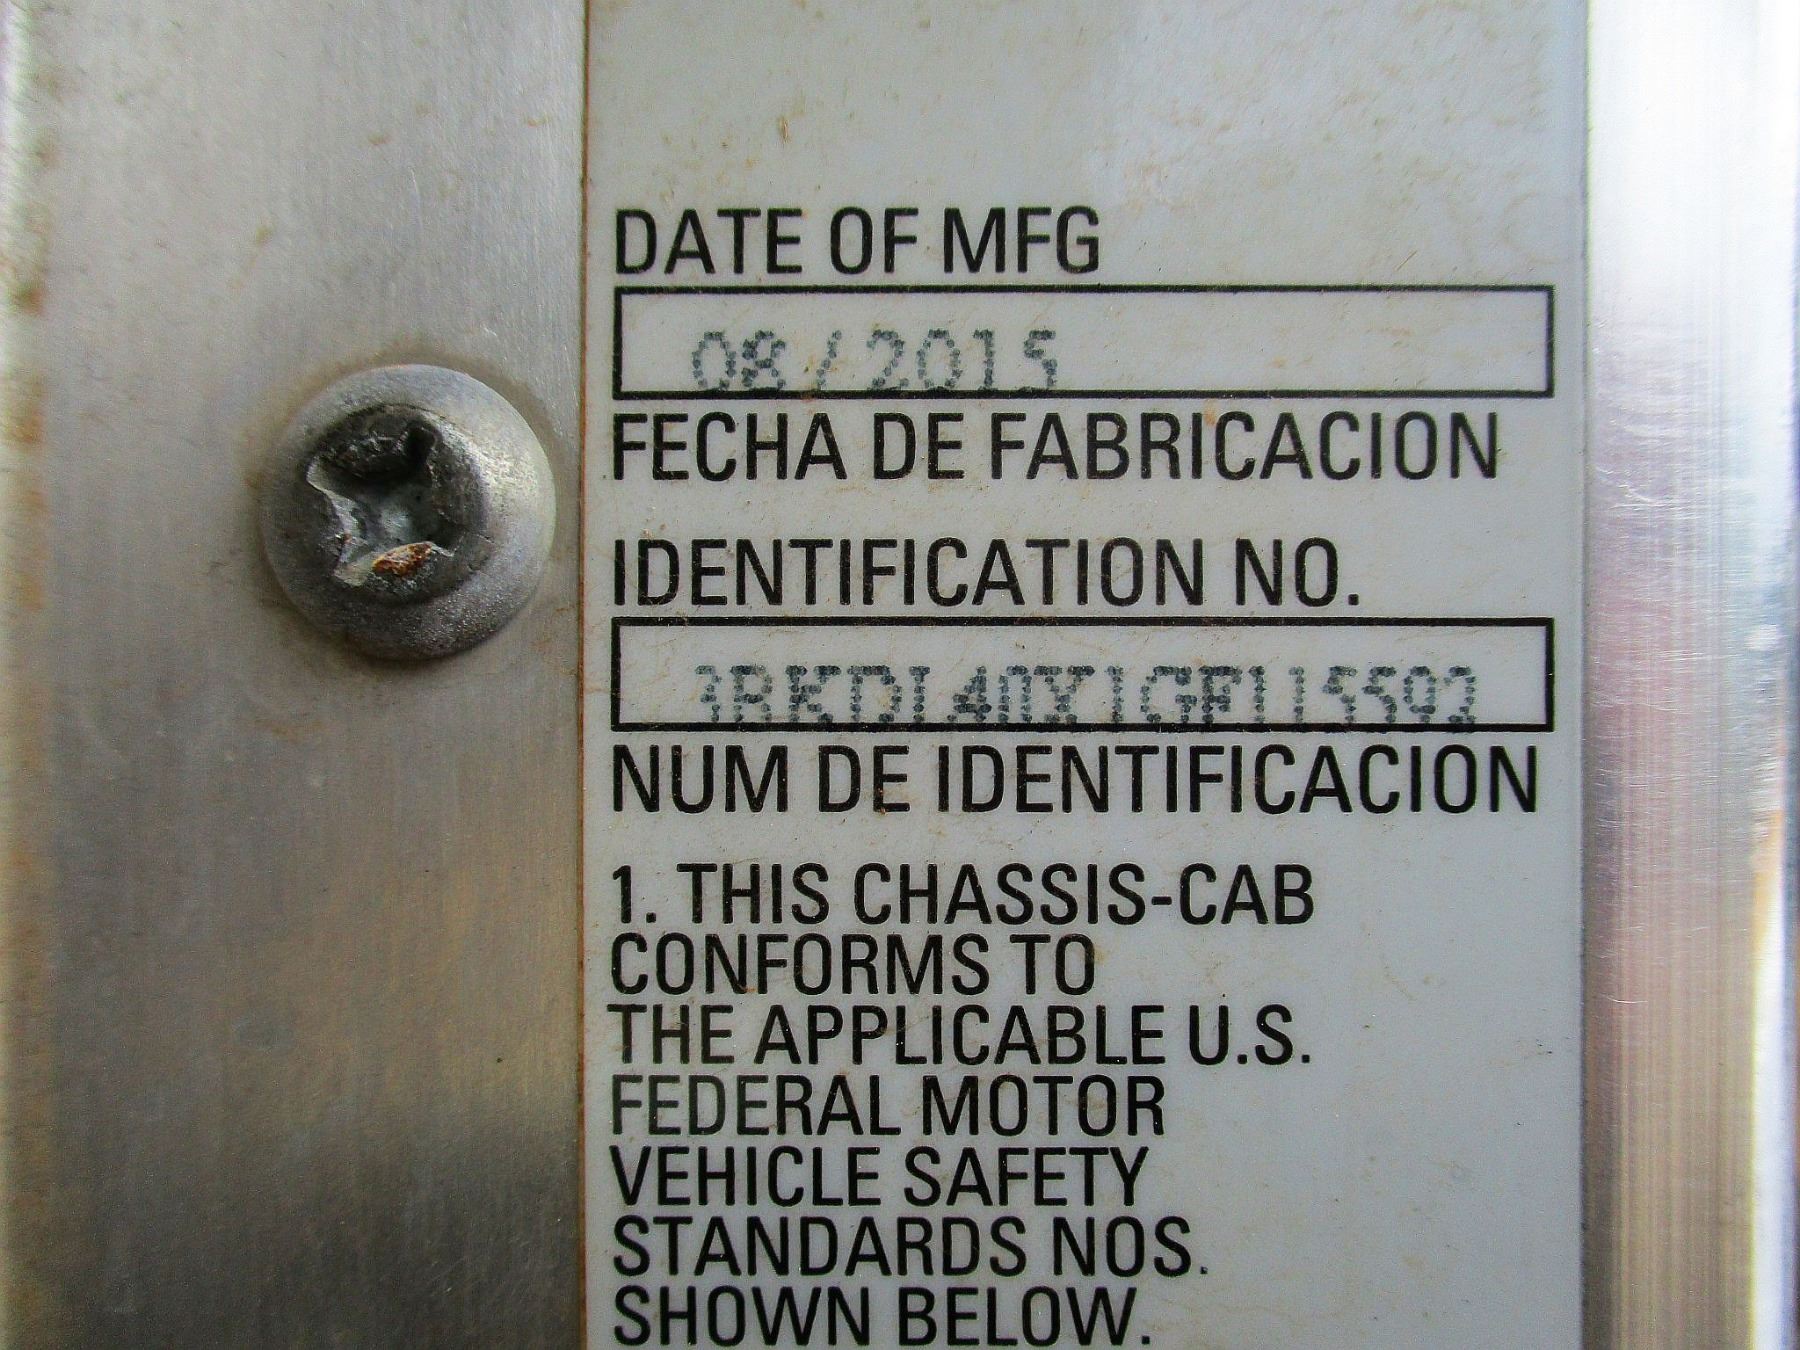 DATE OF MFG
08/2015
FECHA DE FABRICACION
IDENTIFICATION NO.
3BKDL40X1GF115592
NUM DE IDENTIFICACION
1. THIS CHASSIS-CAB
CONFORMS TO
THE APPLICABLE U.S.
FEDERAL MOTOR
VEHICLE SAFETY
STANDARDS NOS.
SHOWN BELOW.